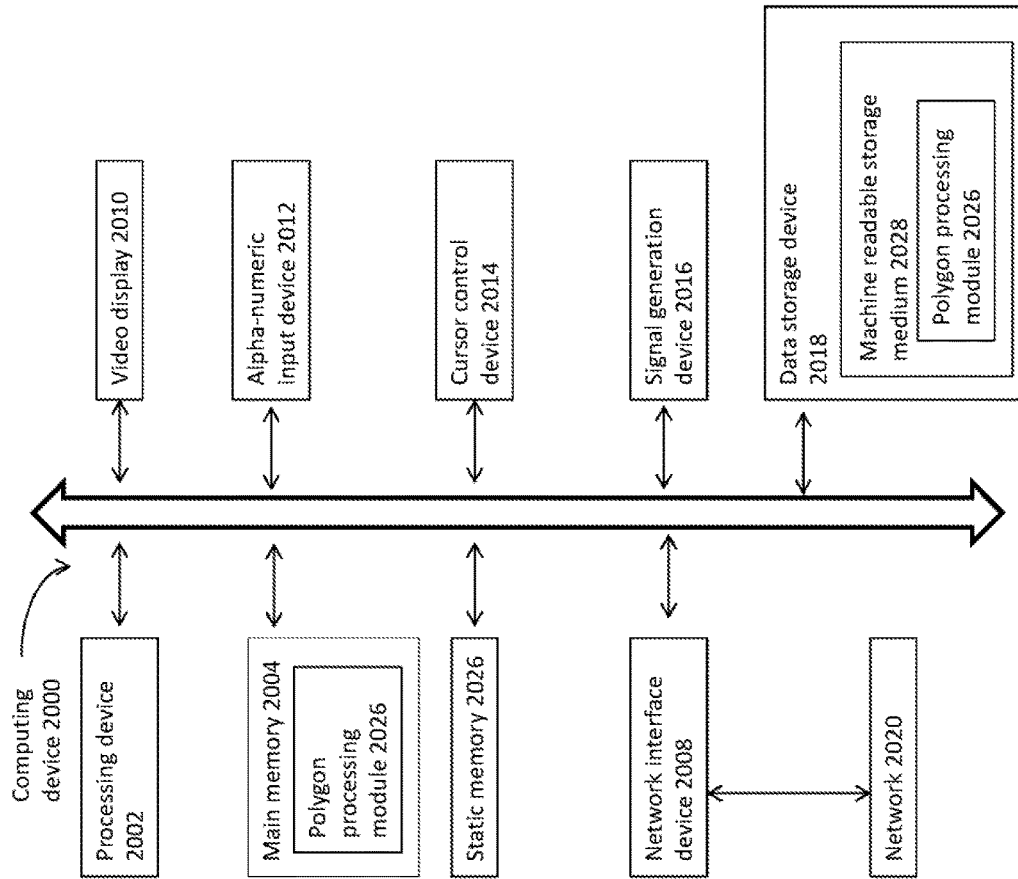 Computing
device 2000
Processing device
2002
Main memory 2004
Polygon
processing
module 2026
Static memory 2026
Network interface
device 2008
Network 2020
Video display 2010
Alpha-numeric
input device 2012
Cursor control
device 2014
Signal generation
device 2016
Data storage device
2018
Machine readable storage
medium 2028
Polygon processing
module 2026